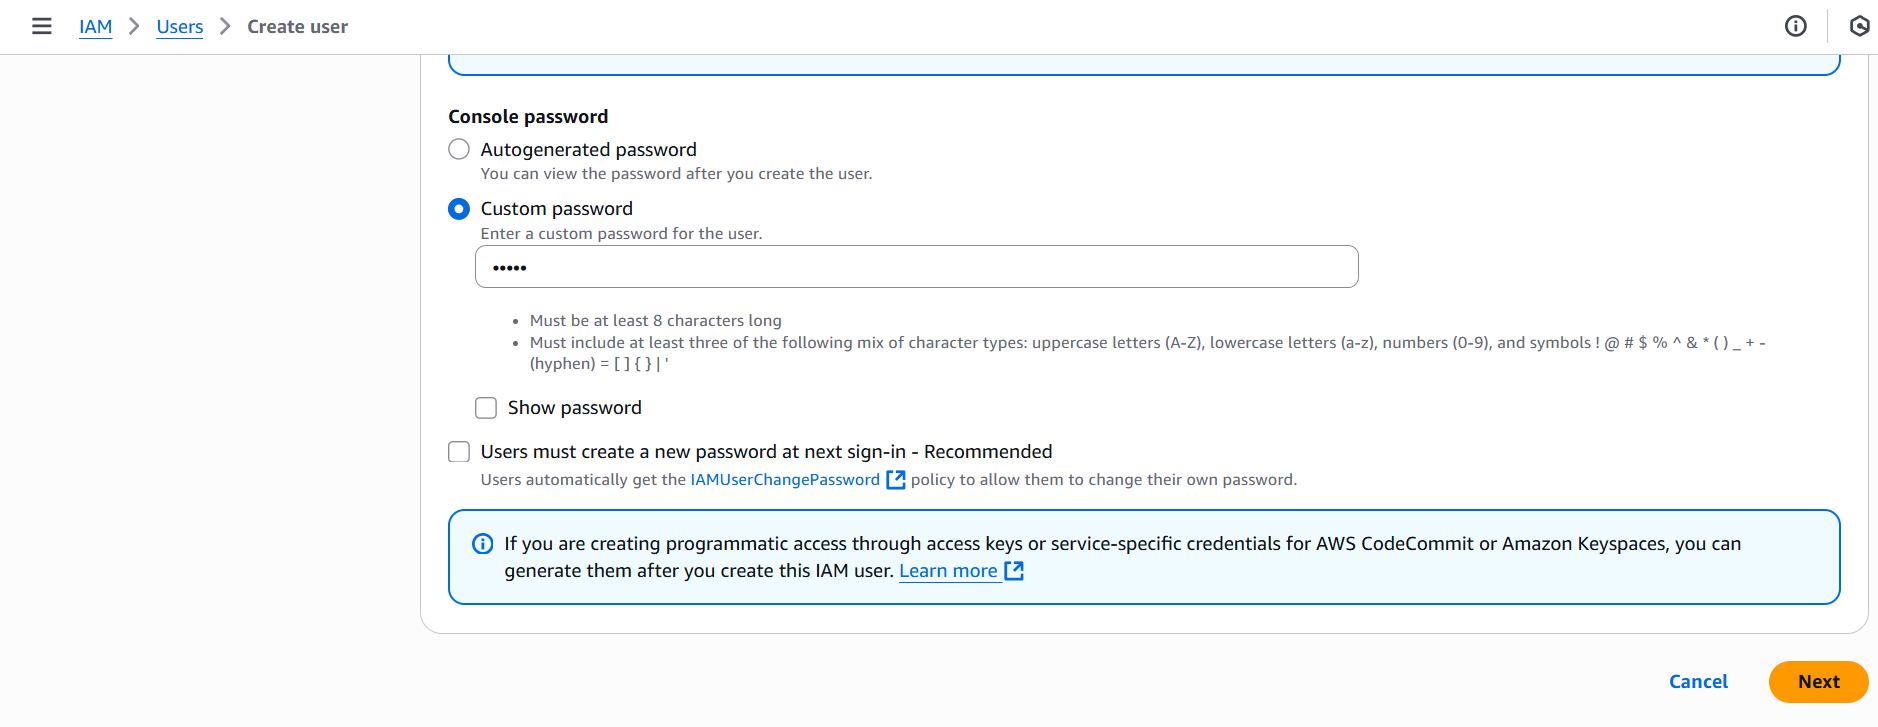 IAM > Users > Create user
Console password
Autogenerated password
You can view the password after you create the user.
Custom password
Enter a custom password for the user.
•••••
• Must be at least 8 characters long
• Must include at least three of the following mix of character types: uppercase letters (A-Z), lowercase letters (a-z), numbers (0-9), and symbols ! @ # $ % ^ & * ( ) _ + -
(hyphen) = [ ] { } | '
Show password
Users must create a new password at next sign-in - Recommended
Users automatically get the IAMUserChangePassword policy to allow them to change their own password.
If you are creating programmatic access through access keys or service-specific credentials for AWS CodeCommit or Amazon Keyspaces, you can
generate them after you create this IAM user. Learn more
Cancel
Next